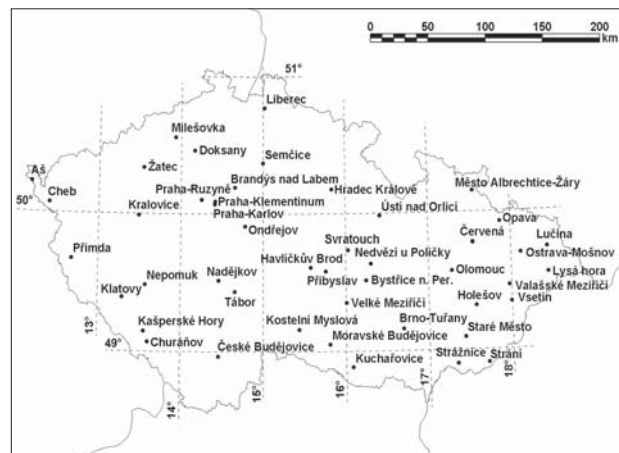 0 50 100 150 200
km
51°
Liberec
Milešovka
Doksany
Semčice
Žatec
Aš
Brandýs nad Labem
Praha-Ruzyně
Hradec Králové
Město Albrechtice-Žáry
Cheb
Praha-Klementinum
50°
Kralovice
Praha-Karlov
Ústí nad Orlicí
Opava
Ondřejov
Lučina
Červená
Svratouch
Ostrava-Mošnov
Přimda
Havlíčkův Brod
Nedvězí u Poličky
Olomouc
Lysá hora
Nepomuk
Nadějkov
Přibyslav
Bystřice n. Per.
Valašské Meziříčí
Klatovy
Tábor
Velké Meziříčí
Holešov
Vsetín
13°
Kašperské Hory
Kostelní Myslová
Brno-Tuřany
Staré Město
49°
Churáňov
České Budějovice
Moravské Budějovice
Strážnice
Strání
Kuchařovice
14°
15°
16°
17°
18°